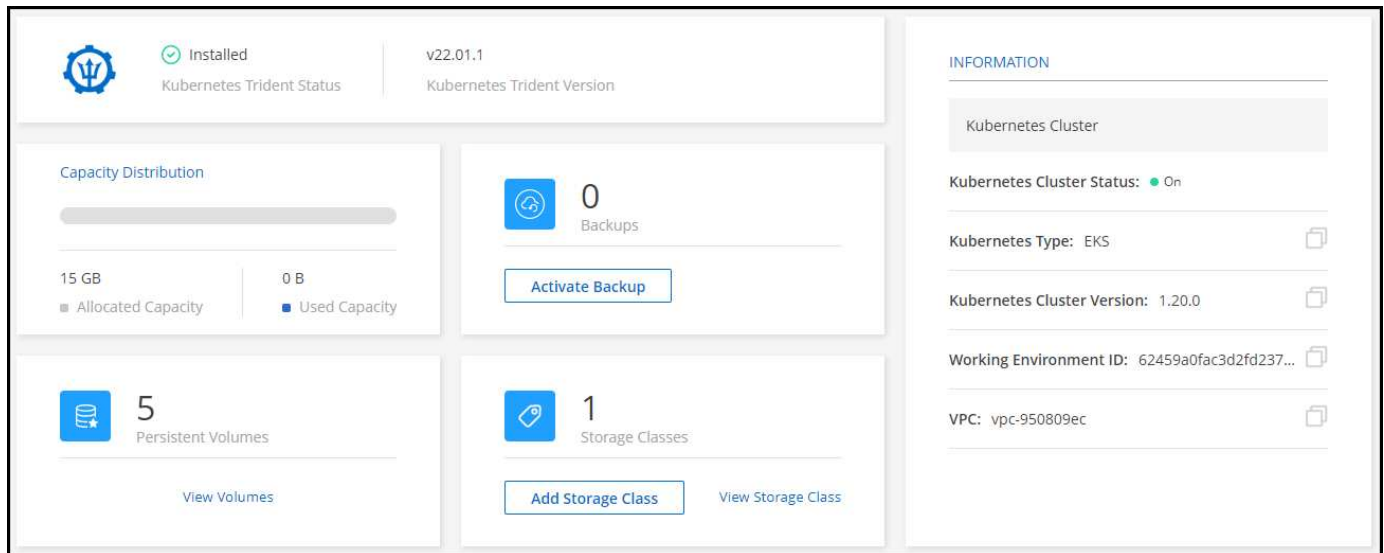 Installed
Kubernetes Trident Status
v22.01.1
Kubernetes Trident Version
Capacity Distribution
15 GB
Allocated Capacity
0 B
Used Capacity
0
Backups
Activate Backup
5
Persistent Volumes
View Volumes
1
Storage Classes
Add Storage Class
View Storage Class
INFORMATION
Kubernetes Cluster
Kubernetes Cluster Status: On
Kubernetes Type: EKS
Kubernetes Cluster Version: 1.20.0
Working Environment ID: 62459a0fac3d2fd237...
VPC: vpc-950809ec